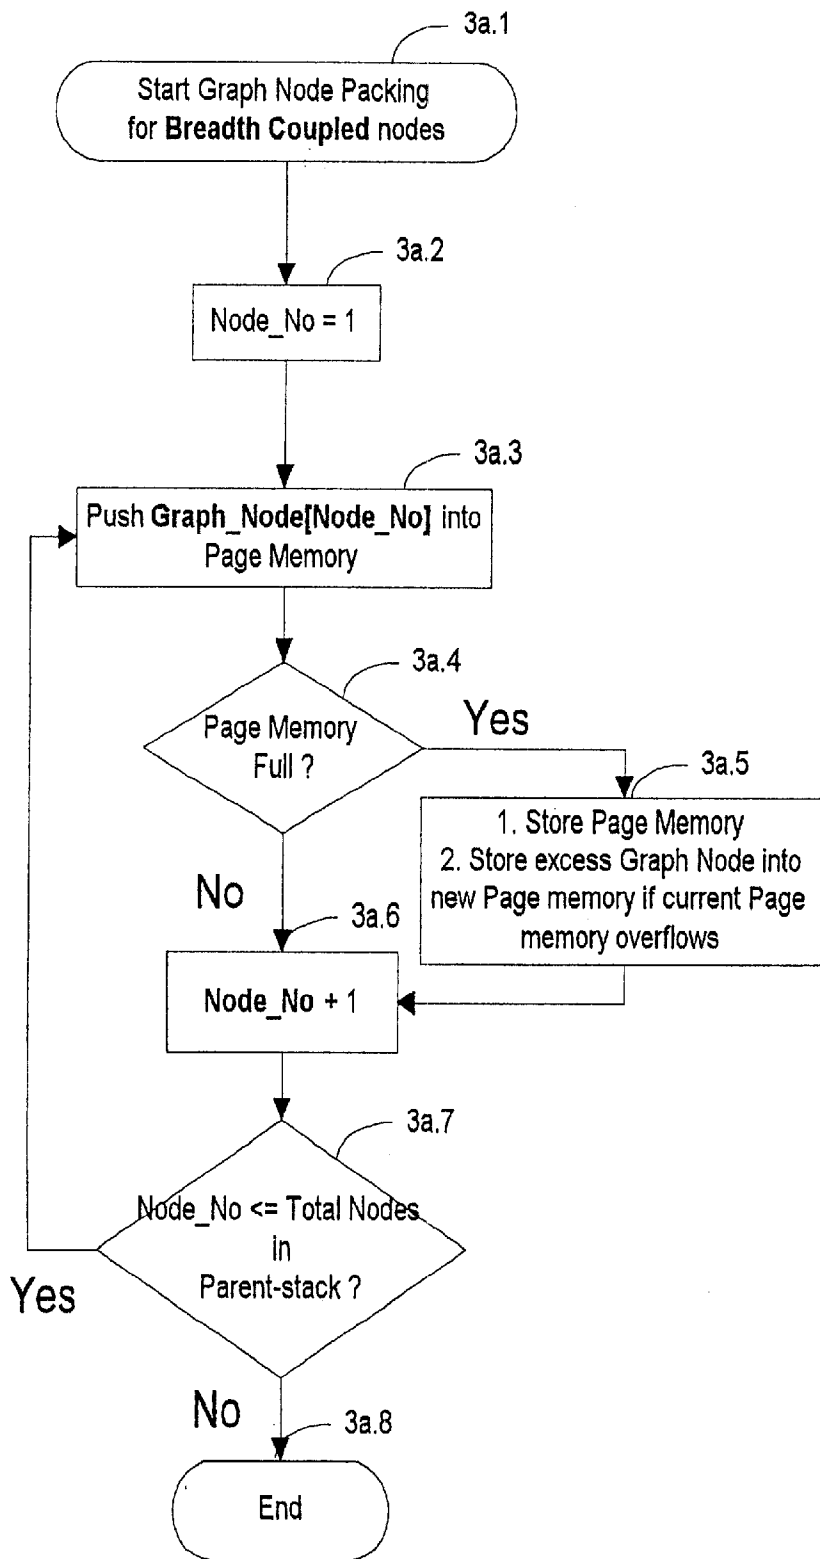 3a.1
Start Graph Node Packing
for Breadth Coupled nodes
3a.2
Node_No = 1
3a.3
Push Graph_Node[Node_No] into
Page Memory
3a.4
Page Memory
Full ?
Yes
3a.5
1. Store Page Memory
2. Store excess Graph Node into
new Page memory if current Page
memory overflows
No
3a.6
Node_No + 1
3a.7
Node_No <= Total Nodes
in
Parent-stack ?
Yes
No
3a.8
End